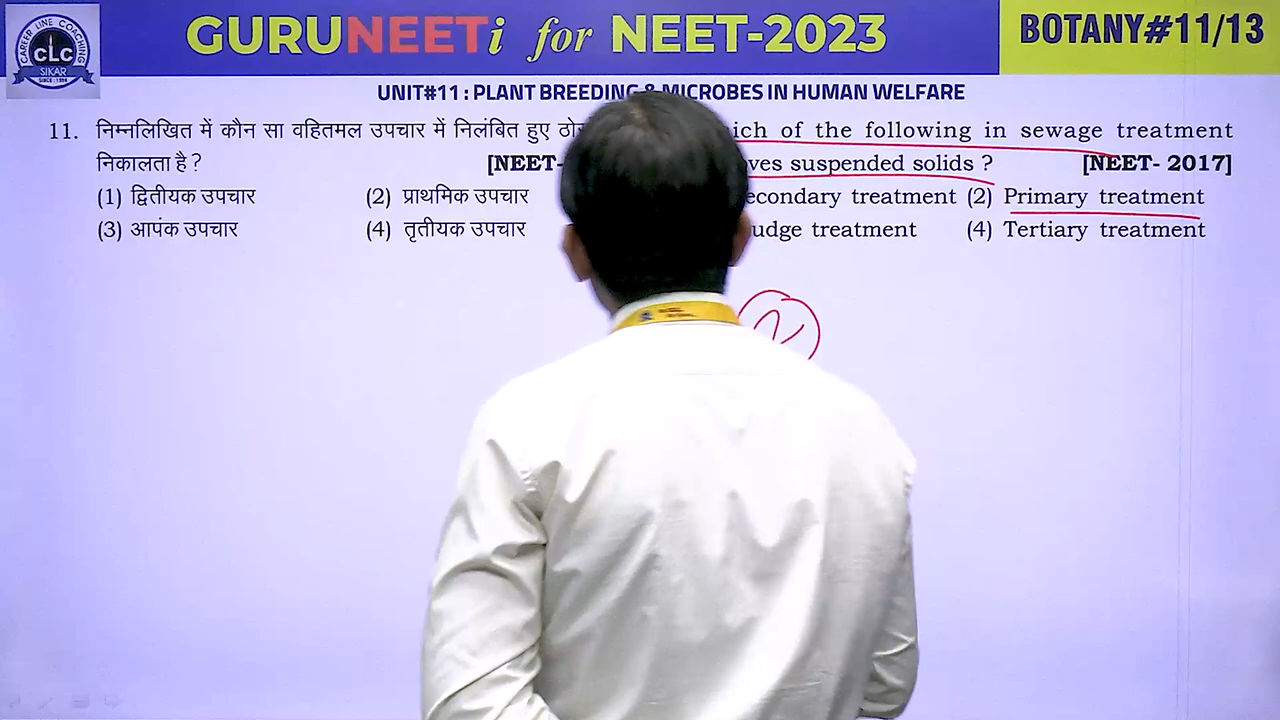 CAREER LINE COACHING
CLC
SIKAR
SINCE : 1996
GURUNEETi for NEET-2023
BOTANY#11/13
UNIT#11 : PLANT BREEDING & MICROBES IN HUMAN WELFARE
11. निम्नलिखित में कौन सा वहितमल उपचार में निलंबित हुए
निकालता है ? [NEET-
(1) द्वितीयक उपचार (2) प्राथमिक उपचार
(3) आपंक उपचार (4) तृतीयक उपचार
ich of the following in sewage treatment
ves suspended solids ? [NEET- 2017]
econdary treatment (2) Primary treatment
udge treatment (4) Tertiary treatment